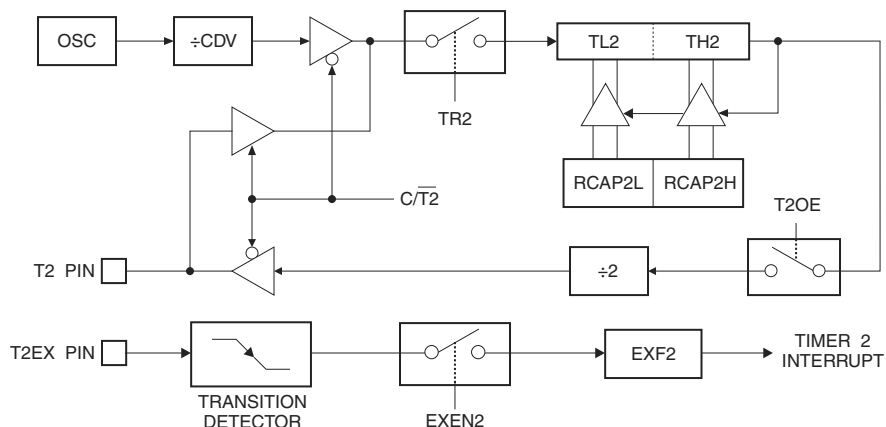 OSC
÷CDV
TL2 TH2
TR2
RCAP2L RCAP2H
C/T̅2̅
T2OE
T2 PIN
÷2
T2EX PIN
EXF2
TIMER 2
INTERRUPT
TRANSITION
DETECTOR
EXEN2